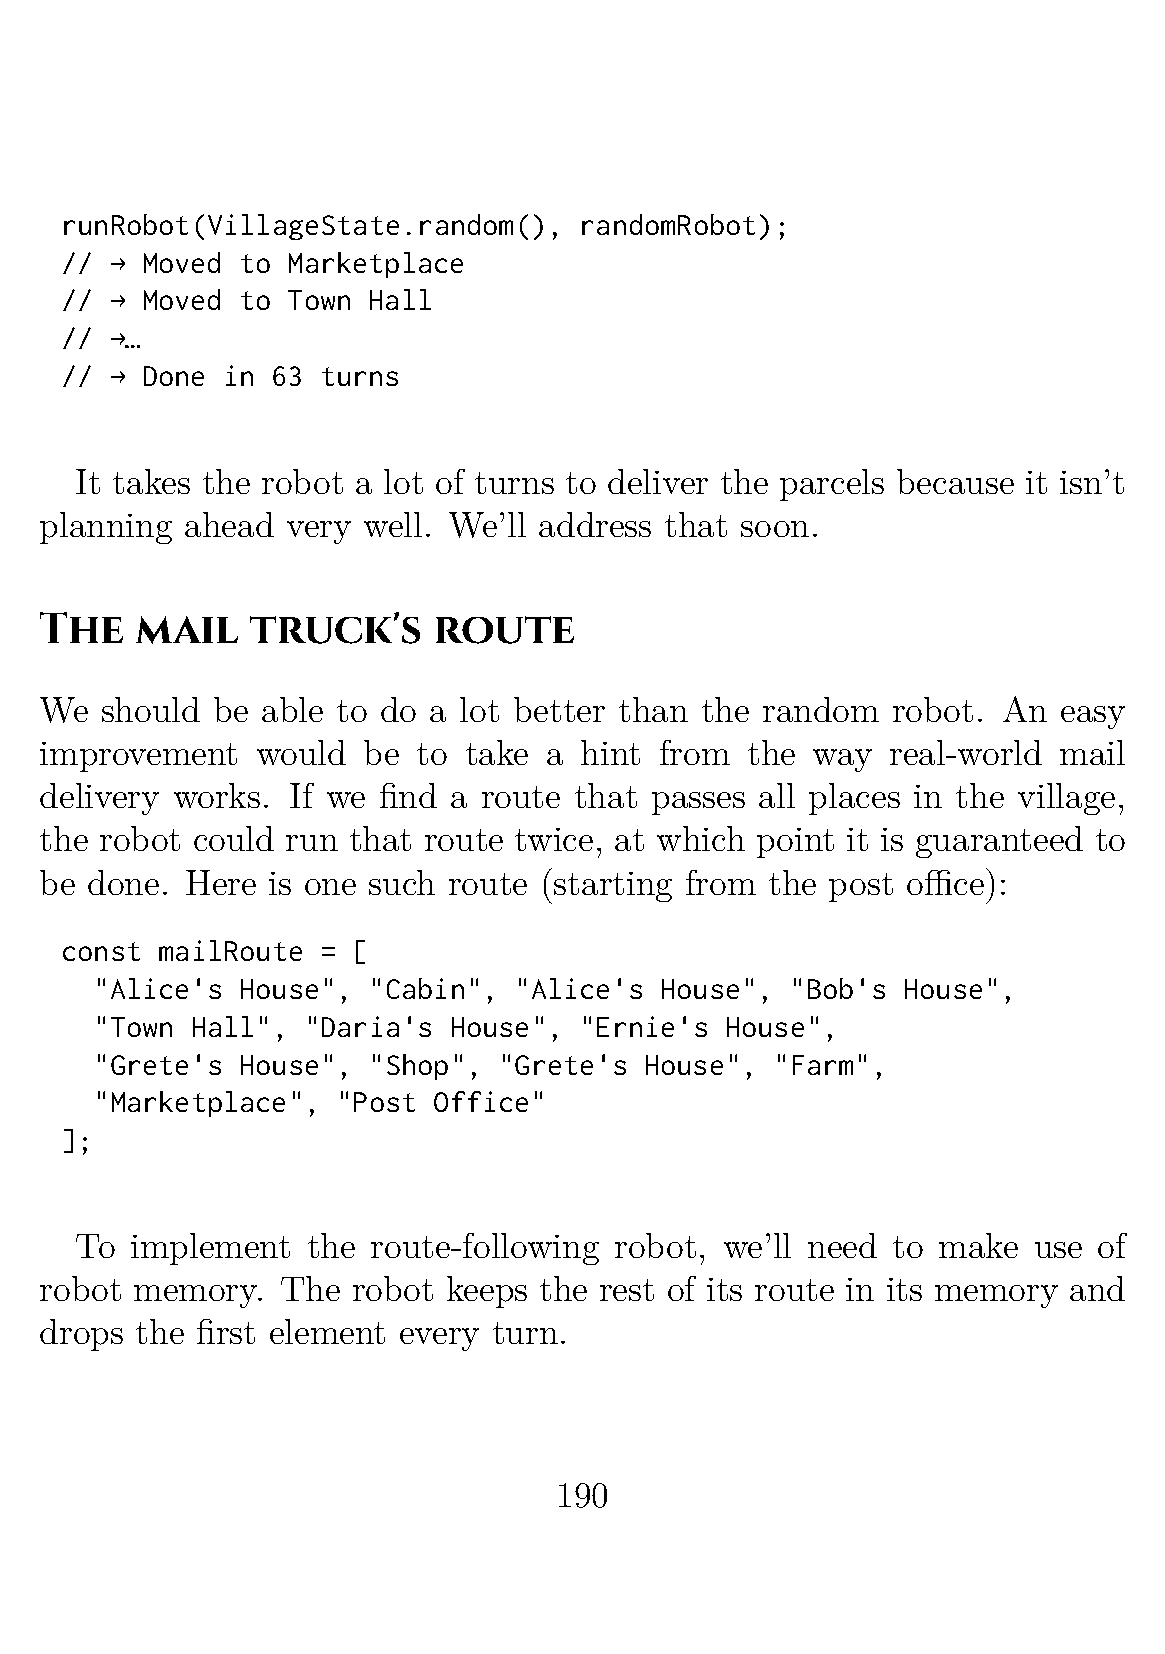 runRobot(VillageState.random(), randomRobot);
// → Moved to Marketplace
// → Moved to Town Hall
// →…
// → Done in 63 turns
It takes the robot a lot of turns to deliver the parcels because it isn't
planning ahead very well. We'll address that soon.
The mail truck's route
We should be able to do a lot better than the random robot. An easy
improvement would be to take a hint from the way real-world mail
delivery works. If we find a route that passes all places in the village,
the robot could run that route twice, at which point it is guaranteed to
be done. Here is one such route (starting from the post office):
const mailRoute = [
  "Alice's House", "Cabin", "Alice's House", "Bob's House",
  "Town Hall", "Daria's House", "Ernie's House",
  "Grete's House", "Shop", "Grete's House", "Farm",
  "Marketplace", "Post Office"
];
To implement the route-following robot, we'll need to make use of
robot memory. The robot keeps the rest of its route in its memory and
drops the first element every turn.
190